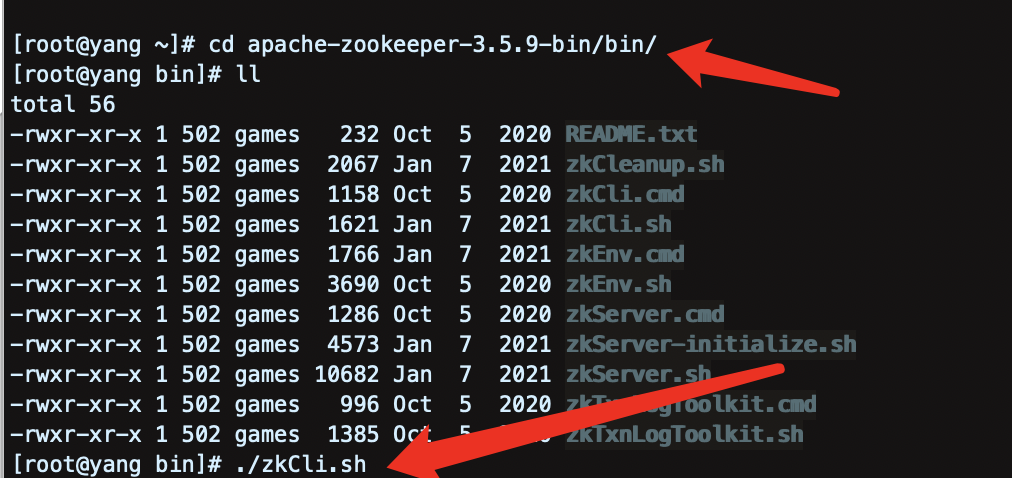 [root@yang ~]# cd apache-zookeeper-3.5.9-bin/bin/
[root@yang bin]# ll
total 56
-rwxr-xr-x 1 502 games   232 Oct  5  2020 README.txt
-rwxr-xr-x 1 502 games  2067 Jan  7  2021 zkCleanup.sh
-rwxr-xr-x 1 502 games  1158 Oct  5  2020 zkCli.cmd
-rwxr-xr-x 1 502 games  1621 Jan  7  2021 zkCli.sh
-rwxr-xr-x 1 502 games  1766 Jan  7  2021 zkEnv.cmd
-rwxr-xr-x 1 502 games  3690 Oct  5  2020 zkEnv.sh
-rwxr-xr-x 1 502 games  1286 Oct  5  2020 zkServer.cmd
-rwxr-xr-x 1 502 games  4573 Jan  7  2021 zkServer-initialize.sh
-rwxr-xr-x 1 502 games 10682 Jan  7  2021 zkServer.sh
-rwxr-xr-x 1 502 games   996 Oct  5  2020 zkTxnLogToolkit.cmd
-rwxr-xr-x 1 502 games  1385 Oct  5  2020 zkTxnLogToolkit.sh
[root@yang bin]# ./zkCli.sh